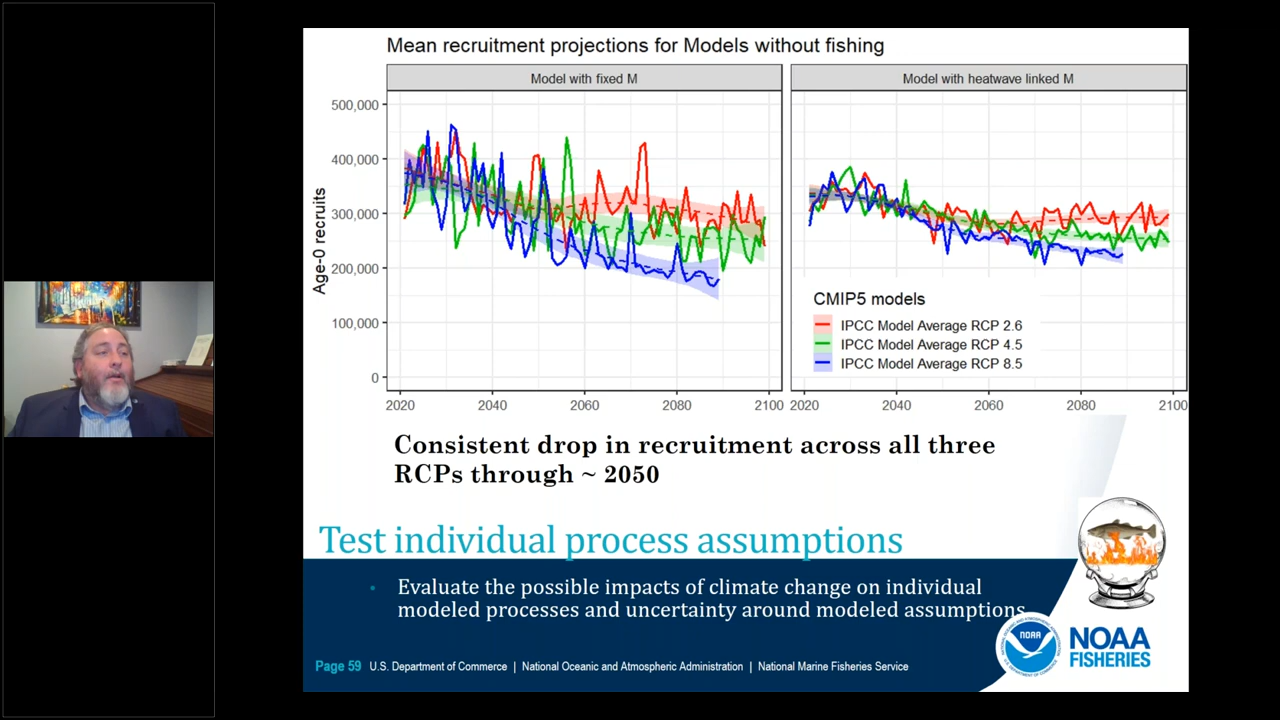 Mean recruitment projections for Models without fishing
Model with fixed M
Model with heatwave linked M
Age-0 recruits
500,000
400,000
300,000
200,000
100,000
0
2020 2040 2060 2080 2100
2020 2040 2060 2080 2100
CMIP5 models
IPCC Model Average RCP 2.6
IPCC Model Average RCP 4.5
IPCC Model Average RCP 8.5
Consistent drop in recruitment across all three
RCPs through ~ 2050
Test individual process assumptions
Evaluate the possible impacts of climate change on individual
modeled processes and uncertainty around modeled assumptions
NOAA
NOAA
FISHERIES
Page 59 U.S. Department of Commerce | National Oceanic and Atmospheric Administration | National Marine Fisheries Service